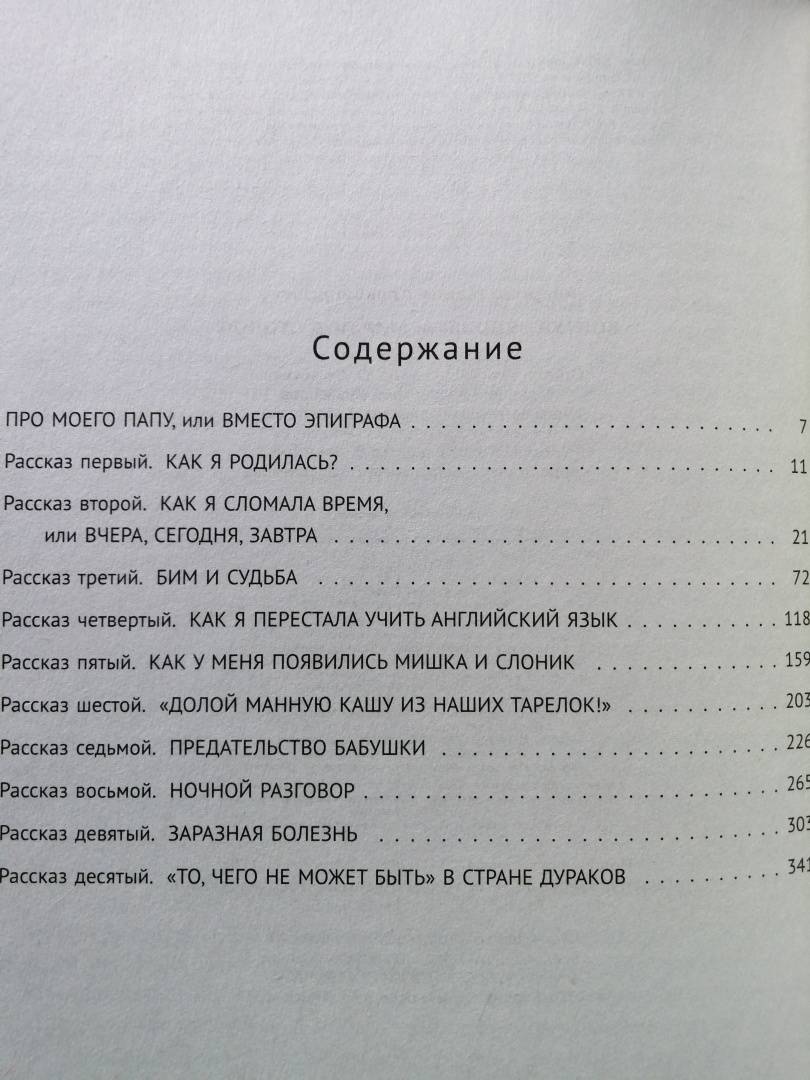 Содержание
ПРО МОЕГО ПАПУ, или ВМЕСТО ЭПИГРАФА . . . . . . . . . . . . . . . . . . . . . . . . 7
Рассказ первый. КАК Я РОДИЛАСЬ? . . . . . . . . . . . . . . . . . . . . . . . . . . . . 11
Рассказ второй. КАК Я СЛОМАЛА ВРЕМЯ,
или ВЧЕРА, СЕГОДНЯ, ЗАВТРА . . . . . . . . . . . . . . . . . . . . . . . . . . . . . 21
Рассказ третий. БИМ И СУДЬБА . . . . . . . . . . . . . . . . . . . . . . . . . . . . . . 72
Рассказ четвертый. КАК Я ПЕРЕСТАЛА УЧИТЬ АНГЛИЙСКИЙ ЯЗЫК . . . . . . . . . . 118
Рассказ пятый. КАК У МЕНЯ ПОЯВИЛИСЬ МИШКА И СЛОНИК . . . . . . . . . . . . 159
Рассказ шестой. «ДОЛОЙ МАННУЮ КАШУ ИЗ НАШИХ ТАРЕЛОК!» . . . . . . . . . . 203
Рассказ седьмой. ПРЕДАТЕЛЬСТВО БАБУШКИ . . . . . . . . . . . . . . . . . . . . . . 226
Рассказ восьмой. НОЧНОЙ РАЗГОВОР . . . . . . . . . . . . . . . . . . . . . . . . . . . 265
Рассказ девятый. ЗАРАЗНАЯ БОЛЕЗНЬ . . . . . . . . . . . . . . . . . . . . . . . . . . 303
Рассказ десятый. «ТО, ЧЕГО НЕ МОЖЕТ БЫТЬ» В СТРАНЕ ДУРАКОВ . . . . . . . . . 341